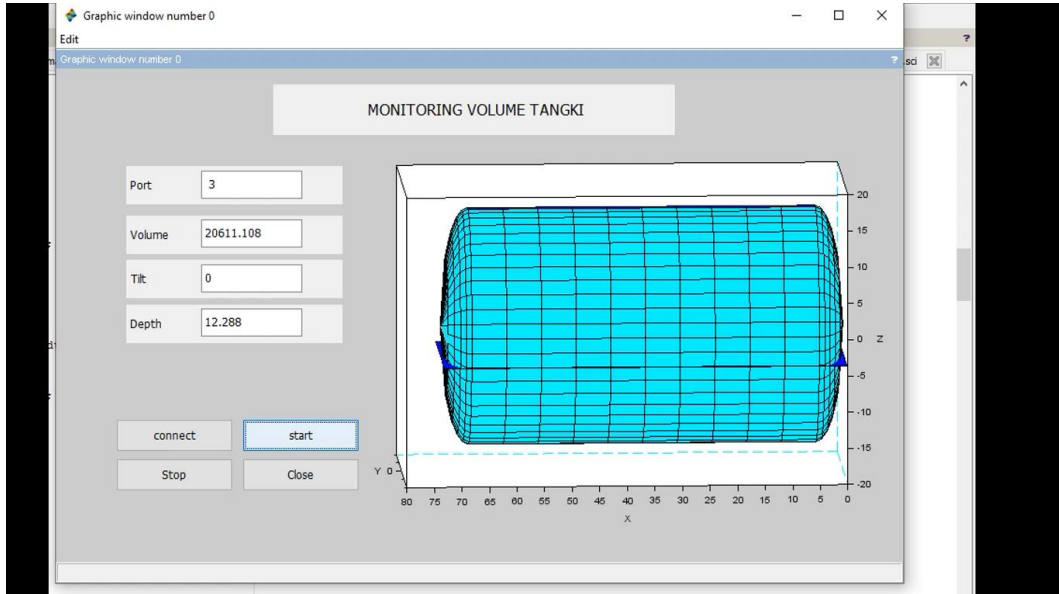 Graphic window number 0
Edit
Graphic window number 0
?
?
.sci
MONITORING VOLUME TANGKI
Port 3
Volume 20611.108
Tilt 0
Depth 12.288
connect start
Stop Close
20
15
10
5
0 Z
-5
-10
-15
-20
Y 0
80 75 70 65 60 55 50 45 40 35 30 25 20 15 10 5 0
X